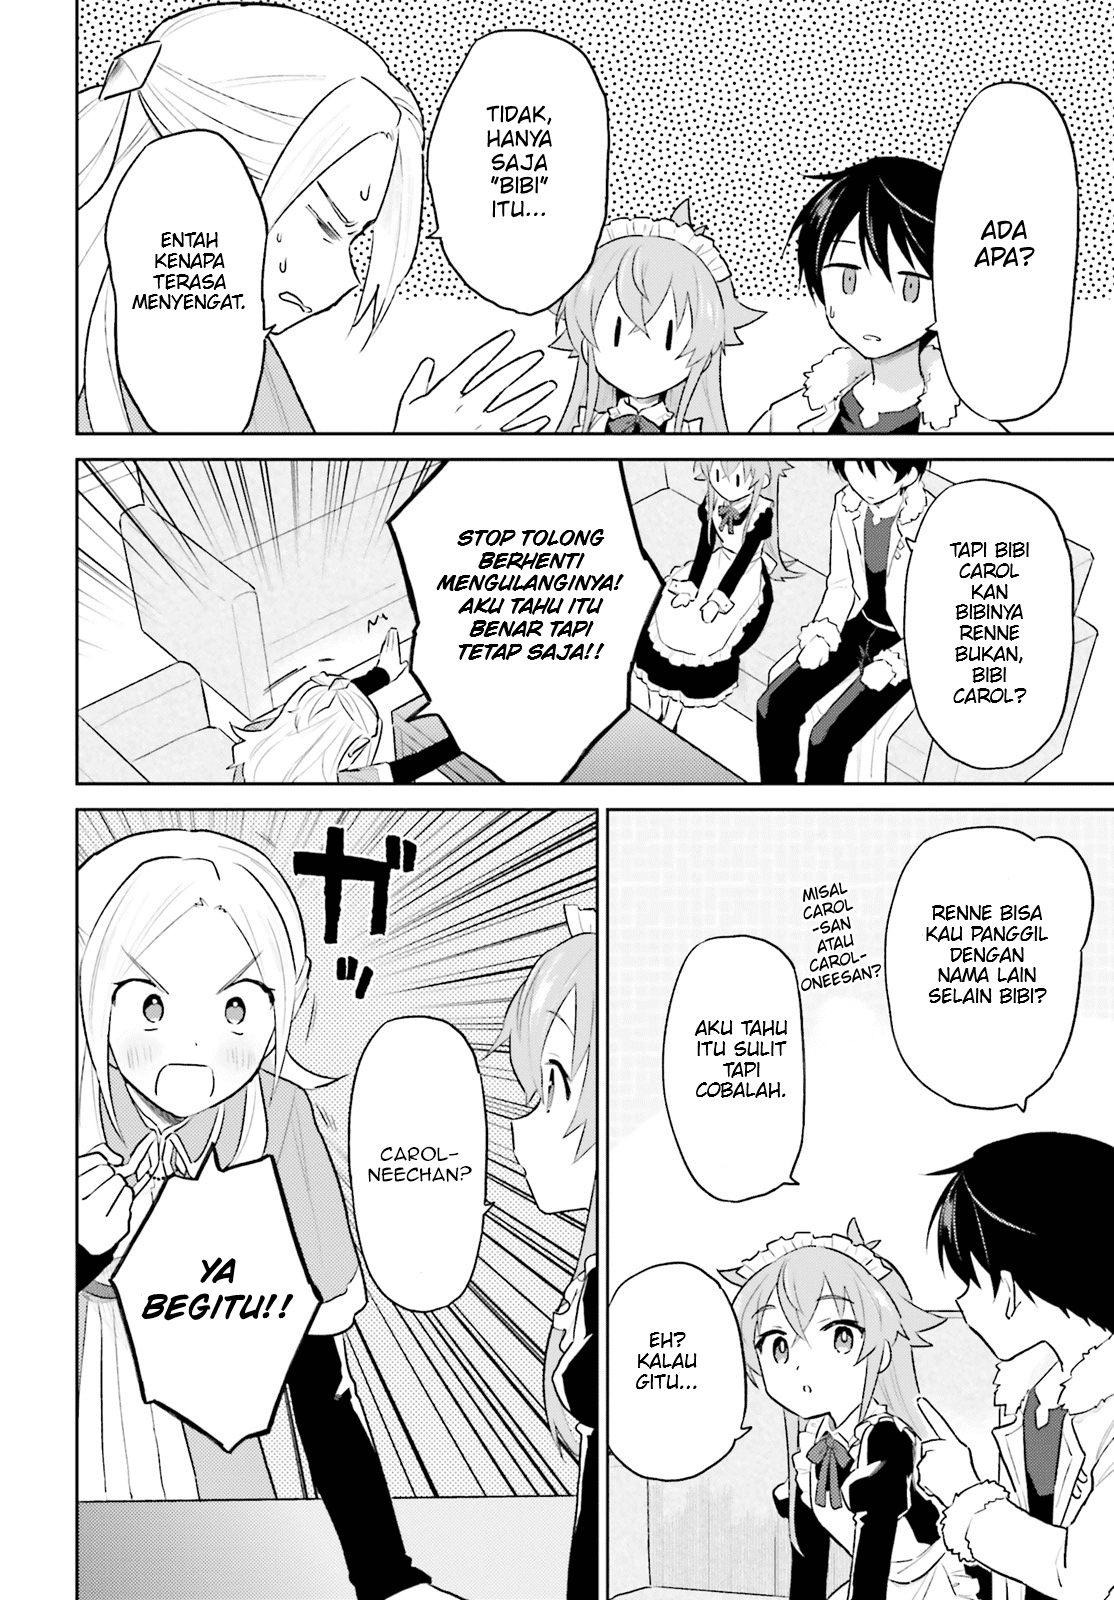 ADA
APA?
TIDAK,
HANYA
SAJA
"BIBI"
ITU...
ENTAH
KENAPA
TERASA
MENYENGAT.
TAPI BIBI
CAROL
KAN
BIBINYA
RENNE
BUKAN,
BIBI
CAROL?
STOP TOLONG
BERHENTI
MENGULANGINYA!
AKU TAHU ITU
BENAR TAPI
TETAP SAJA!!
RENNE BISA
KAU PANGGIL
DENGAN
NAMA LAIN
SELAIN BIBI?
MISAL
CAROL
-SAN
ATAU
CAROL-
ONEESAN?
AKU TAHU
ITU SULIT
TAPI
COBALAH.
EH?
KALAU
GITU...
ガ
CAROL-
NEECHAN?
YA
BEGITU!!